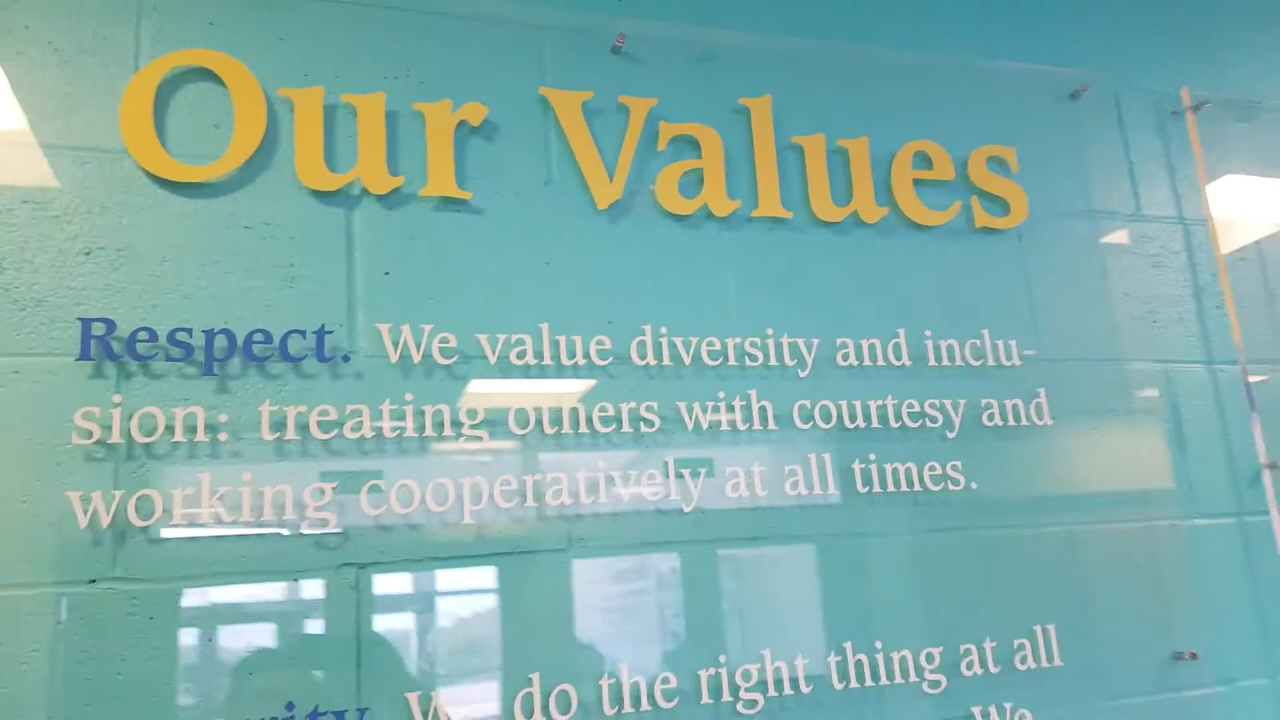 Our Values
Respect. We value diversity and inclu-
sion: treating others with courtesy and
working cooperatively at all times.
do the right thing at all
We